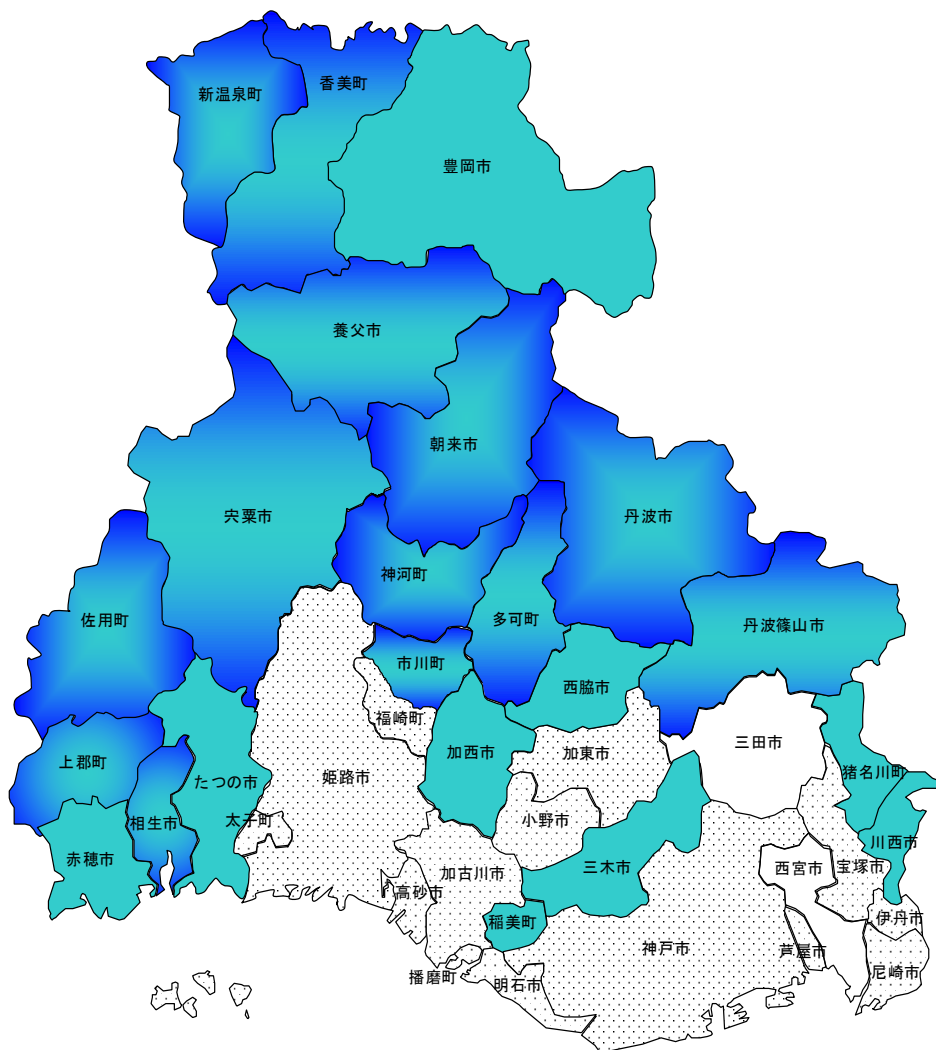 香美町
新温泉町
豊岡市
養父市
朝来市
宍粟市
丹波市
神河町
佐用町
多可町
丹波篠山市
市川町
西脇市
福崎町
三田市
加西市
加東市
上郡町
姫路市
猪名川町
たつの市
太子町
相生市
小野市
川西市
赤穂市
三木市
西宮市
宝塚市
加古川市
高砂市
稲美町
伊丹市
神戸市
芦屋市
播磨町
明石市
尼崎市